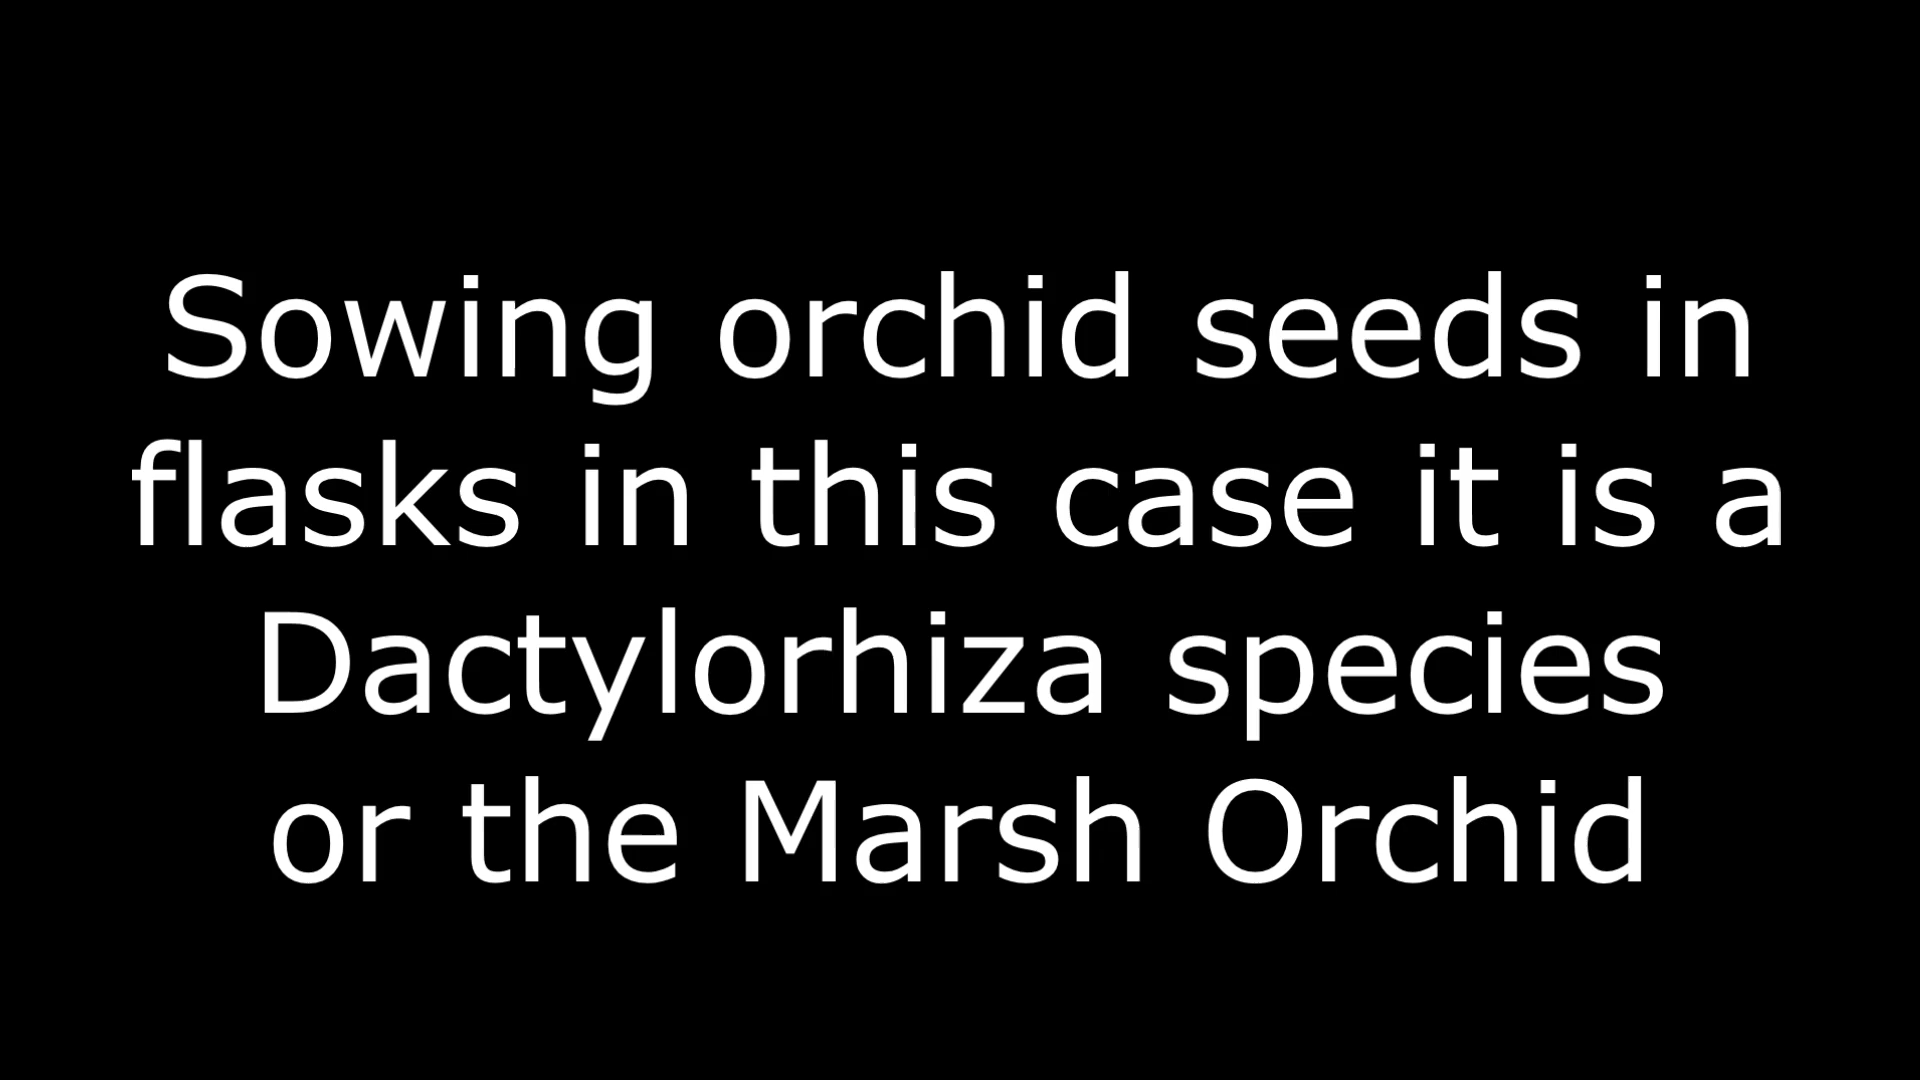 Sowing orchid seeds in
flasks in this case it is a
Dactylorhiza species
or the Marsh Orchid